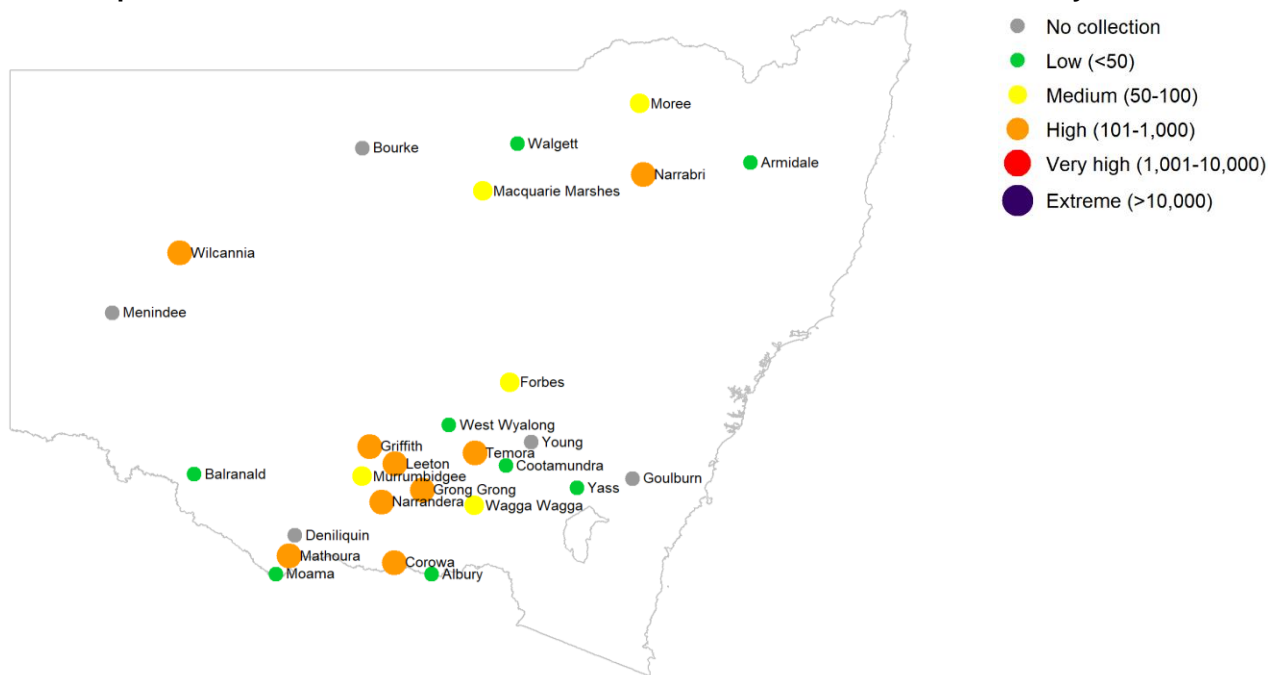 No collection
Low (<50)
Medium (50-100)
High (101-1,000)
Very high (1,001-10,000)
Extreme (>10,000)
Moree
Bourke
Walgett
Armidale
Narrabri
Macquarie Marshes
Wilcannia
Menindee
Forbes
West Wyalong
Young
Griffith
Temora
Leeton
Cootamundra
Balranald
Murrumbidgee
Goulburn
Grong Grong
Yass
Narrandera
Wagga Wagga
Deniliquin
Mathoura
Corowa
Moama
Albury